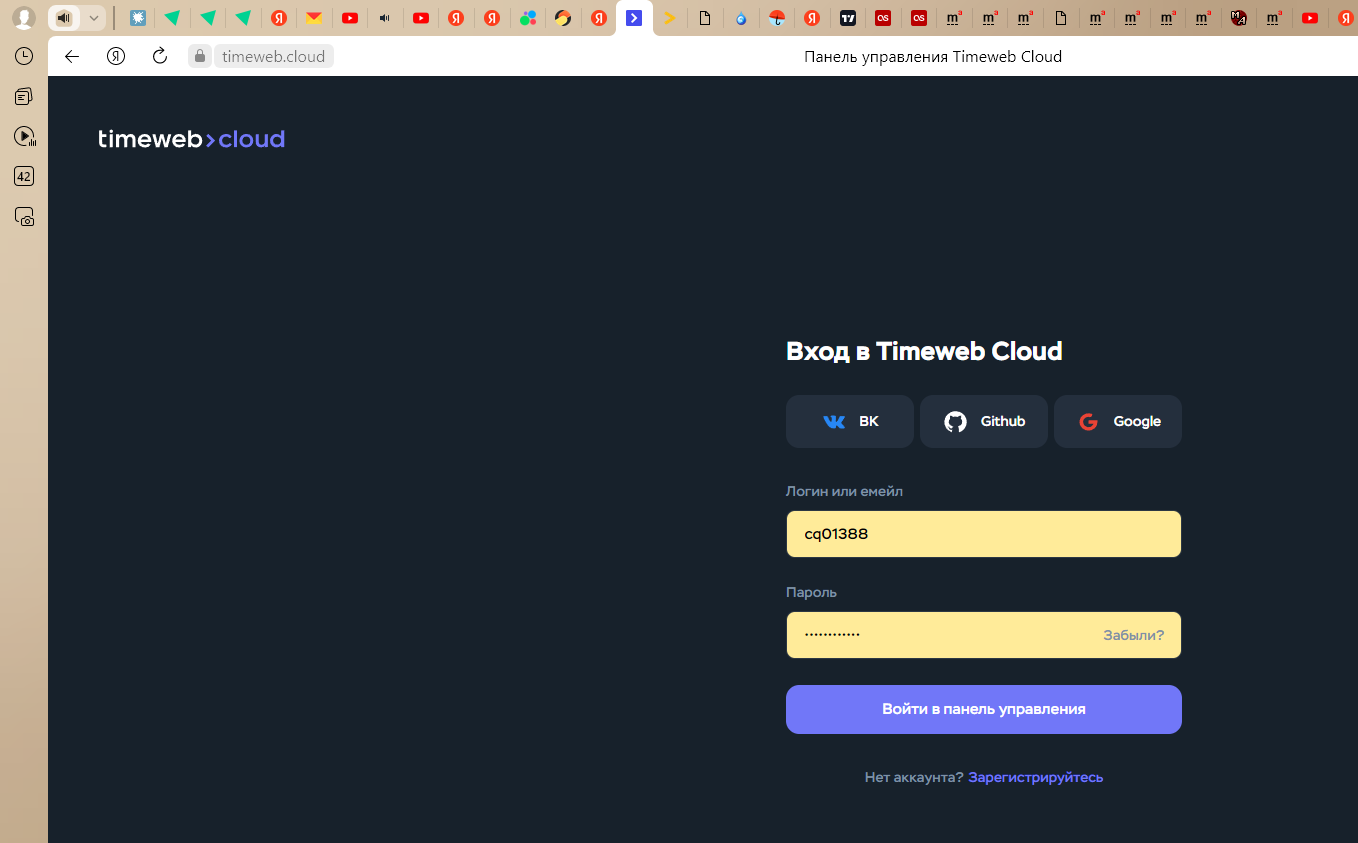 timeweb.cloud
Панель управления Timeweb Cloud
42
timeweb>cloud
Вход в Timeweb Cloud
ВК
Github
Google
Логин или емейл
cq01388
Пароль
••••••••••••
Забыли?
Войти в панель управления
Нет аккаунта? Зарегистрируйтесь